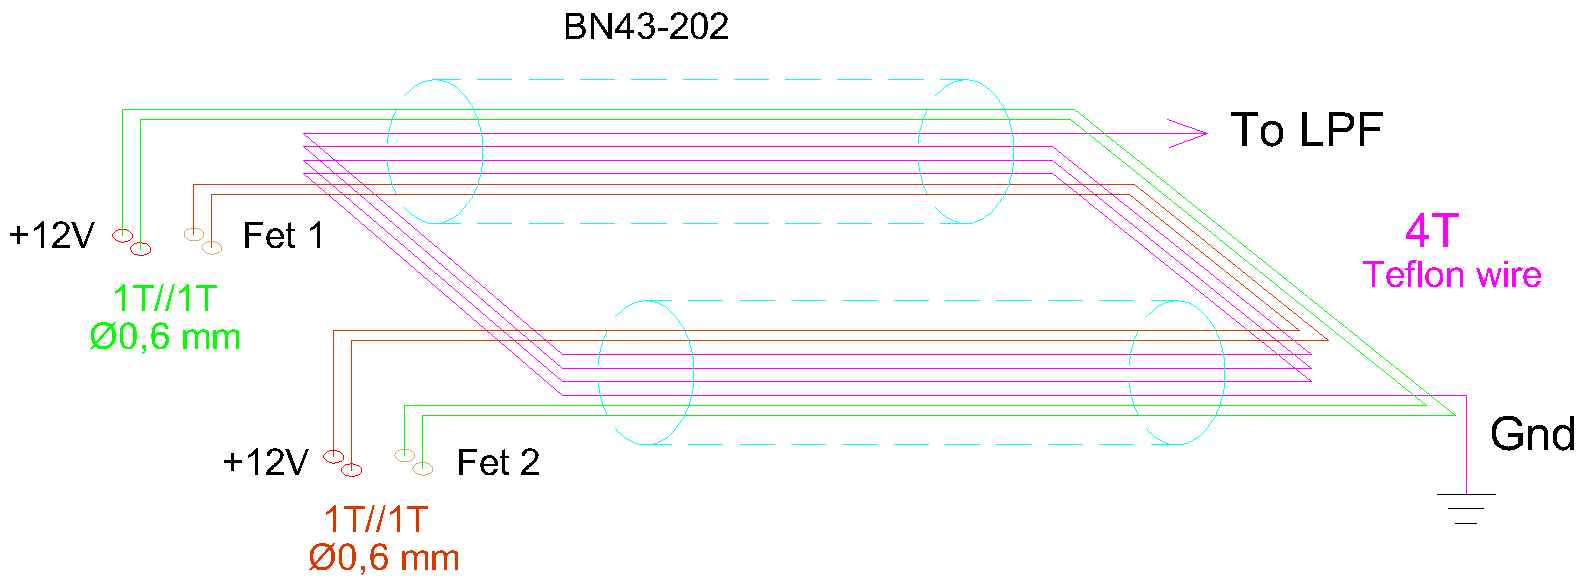 BN43-202
To LPF
+12V
Fet 1
4T
Teflon wire
1T//1T
Ø0,6 mm
Gnd
+12V
Fet 2
1T//1T
Ø0,6 mm